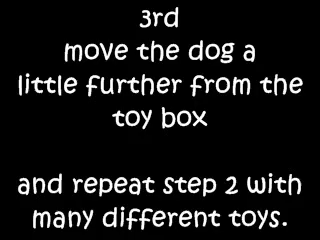 3rd
move the dog a
little further from the
toy box
and repeat step 2 with
many different toys.